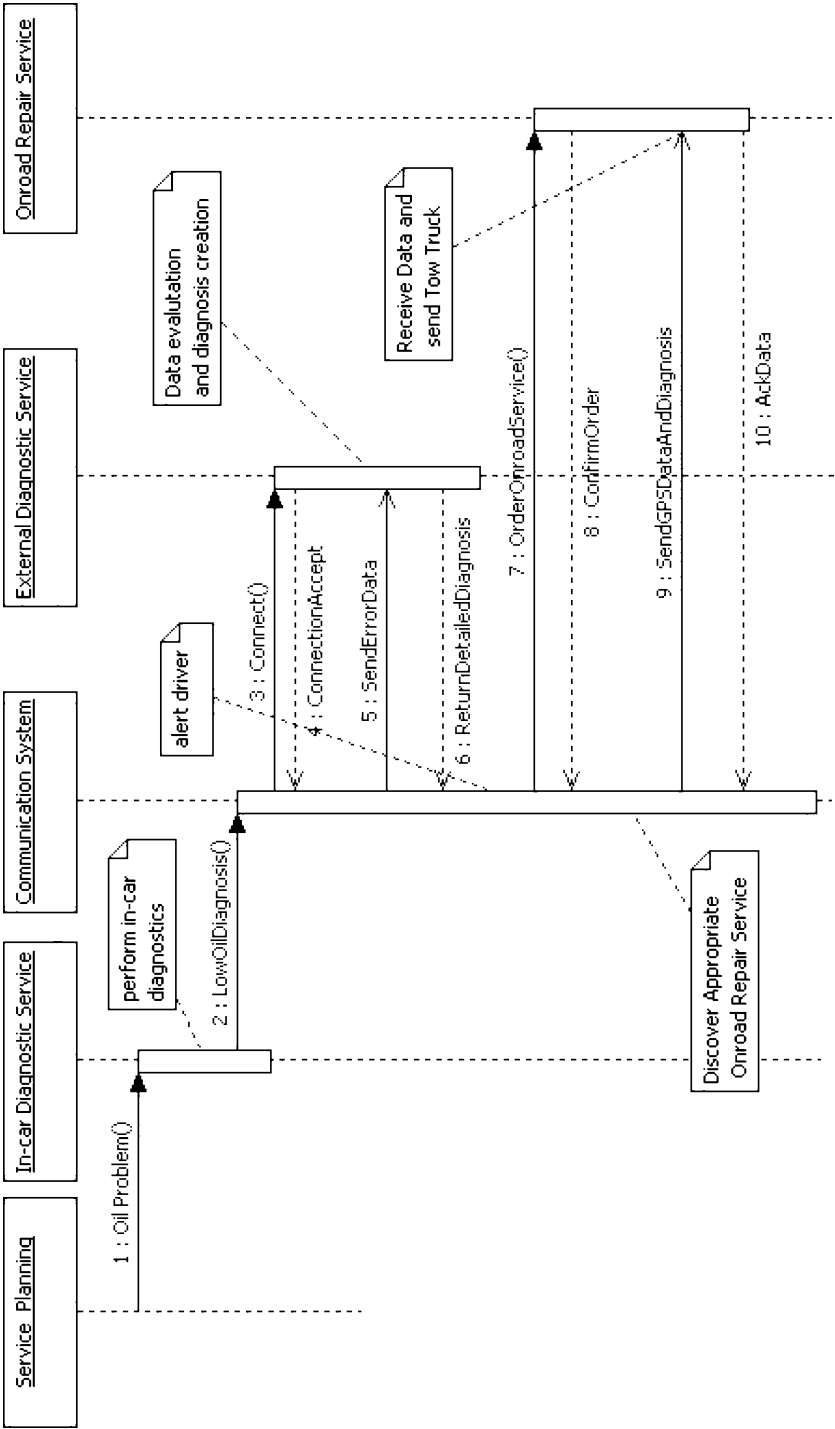 Service Planning
In-car Diagnostic Service
Communication System
External Diagnostic Service
Onroad Repair Service
1 : Oil Problem()
perform in-car
diagnostics
2 : LowOilDiagnosis()
alert driver
3 : Connect()
4 : ConnectionAccept
Data evalutation
and diagnosis creation
5 : SendErrorData
6 : ReturnDetailedDiagnosis
Receive Data and
send Tow Truck
7 : OrderOnroadService()
8 : ConfirmOrder
9 : SendGPSDataAndDiagnosis
Discover Appropriate
Onroad Repair Service
10 : AckData